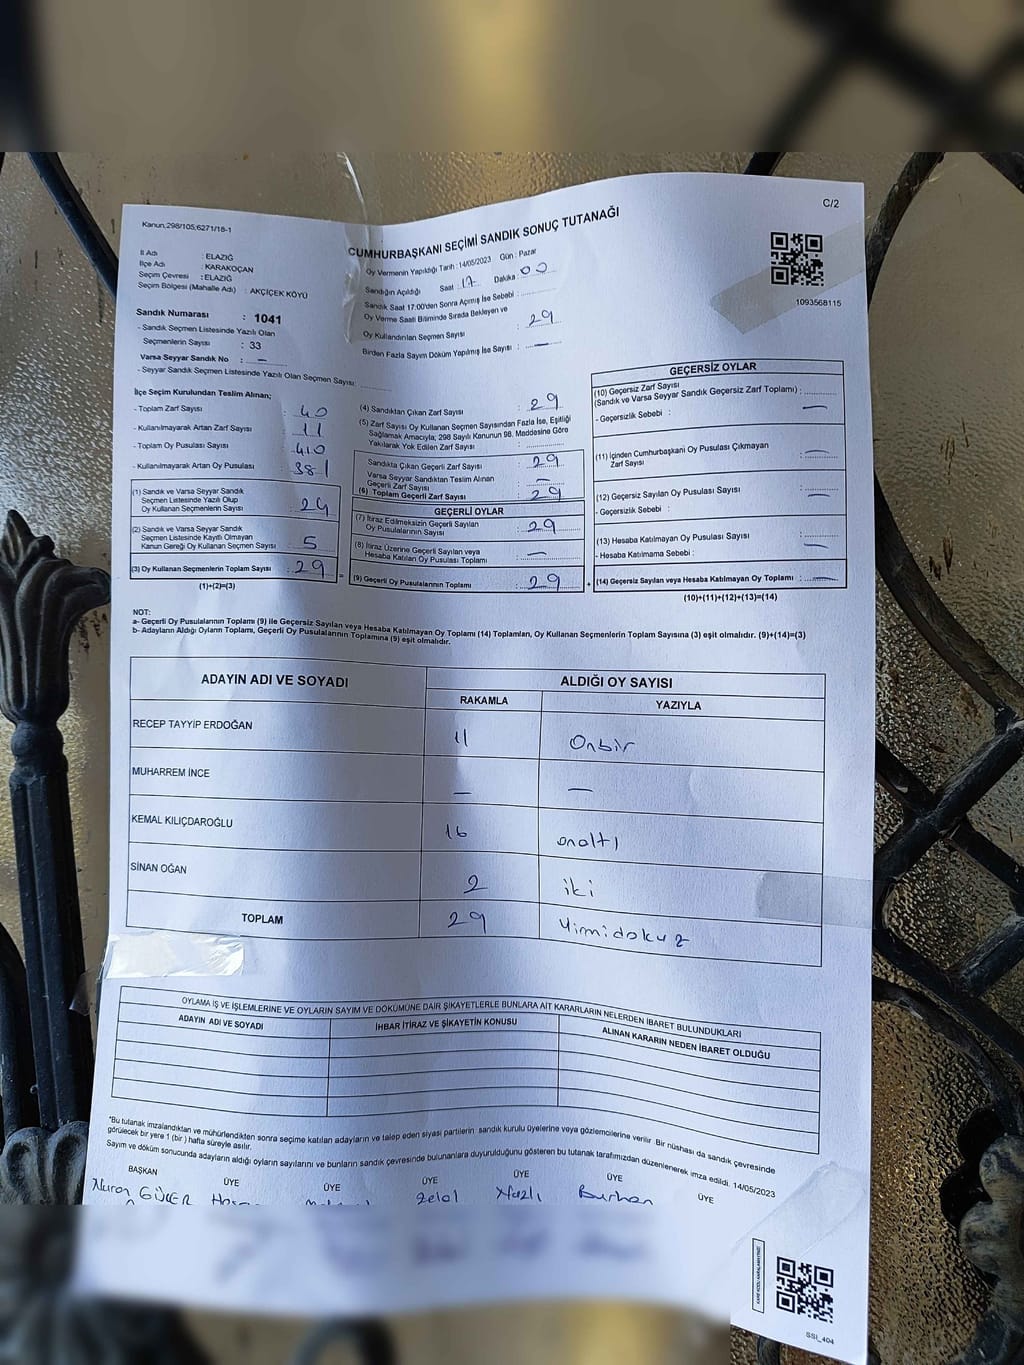 C/2
Kanun,298/105,6271/18-1
CUMHURBAŞKANI SEÇİMİ SANDIK SONUÇ TUTANAĞI
1093568115
İl Adı : ELAZIĞ
İlçe Adı : KARAKOÇAN
Seçim Çevresi : ELAZIĞ
Seçim Bölgesi (Mahalle Adı) : AKÇİÇEK KÖYÜ
Sandık Numarası : 1041
- Sandık Seçmen Listesinde Yazılı Olan
Seçmenlerin Sayısı : 33
Varsa Seyyar Sandık No : —
- Seyyar Sandık Seçmen Listesinde Yazılı Olan Seçmen Sayısı :
Oy Vermenin Yapıldığı Tarih :14/05/2023 Gün : Pazar
Sandığın Açıldığı Saat 17 Dakika 00
Sandık Saat 17:00'den Sonra Açılmış İse Sebebi :
Oy Verme Saati Bitiminde Sırada Bekleyen ve
Oy Kullandırılan Seçmen Sayısı : 29
Birden Fazla Sayım Döküm Yapılmış İse Sayısı : —
İlçe Seçim Kurulundan Teslim Alınan;
- Toplam Zarf Sayısı : 40
- Kullanılmayarak Artan Zarf Sayısı : 11
- Toplam Oy Pusulası Sayısı : 410
- Kullanılmayarak Artan Oy Pusulası : 381
(1) Sandık ve Varsa Seyyar Sandık
Seçmen Listesinde Yazılı Olup
Oy Kullanan Seçmenlerin Sayısı : 24
(2) Sandık ve Varsa Seyyar Sandık
Seçmen Listesinde Kayıtlı Olmayan
Kanun Gereği Oy Kullanan Seçmen Sayısı : 5
(3) Oy Kullanan Seçmenlerin Toplam Sayısı : 29
(1)+(2)=(3)
(4) Sandıktan Çıkan Zarf Sayısı : 29
(5) Zarf Sayısı Oy Kullanan Seçmen Sayısından Fazla İse, Eşitliği
Sağlamak Amacıyla; 298 Sayılı Kanunun 98. Maddesine Göre
Yakılarak Yok Edilen Zarf Sayısı :
Sandıkta Çıkan Geçerli Zarf Sayısı : 29
Varsa Seyyar Sandıktan Teslim Alınan
Geçerli Zarf Sayısı : —
(6) Toplam Geçerli Zarf Sayısı : 29
GEÇERLİ OYLAR
(7) İtiraz Edilmeksizin Geçerli Sayılan
Oy Pusulalarının Sayısı : 29
(8) İtiraz Üzerine Geçerli Sayılan veya
Hesaba Katılan Oy Pusulası Toplamı : —
= (9) Geçerli Oy Pusulalarının Toplamı : 29 +
GEÇERSİZ OYLAR
(10) Geçersiz Zarf Sayısı
(Sandık ve Varsa Seyyar Sandık Geçersiz Zarf Toplamı) :
- Geçersizlik Sebebi : —
(11) İçinden Cumhurbaşkanı Oy Pusulası Çıkmayan
Zarf Sayısı : —
(12) Geçersiz Sayılan Oy Pusulası Sayısı : —
- Geçersizlik Sebebi :
(13) Hesaba Katılmayan Oy Pusulası Sayısı : —
- Hesaba Katılmama Sebebi :
(14) Geçersiz Sayılan veya Hesaba Katılmayan Oy Toplamı : —
(10)+(11)+(12)+(13)=(14)
NOT:
a- Geçerli Oy Pusulalarının Toplamı (9) ile Geçersiz Sayılan veya Hesaba Katılmayan Oy Toplamı (14) Toplamları, Oy Kullanan Seçmenlerin Toplam Sayısına (3) eşit olmalıdır. (9)+(14)=(3)
b- Adayların Aldığı Oyların Toplamı, Geçerli Oy Pusulalarının Toplamına (9) eşit olmalıdır.
ADAYIN ADI VE SOYADI ALDIĞI OY SAYISI
RAKAMLA YAZIYLA
RECEP TAYYİP ERDOĞAN 11 Onbir
MUHARREM İNCE — —
KEMAL KILIÇDAROĞLU 16 onaltı
SİNAN OĞAN 2 iki
TOPLAM 29 Yirmidokuz
OYLAMA İŞ VE İŞLEMLERİNE VE OYLARIN SAYIM VE DÖKÜMÜNE DAİR ŞİKAYETLERLE BUNLARA AİT KARARLARIN NELERDEN İBARET BULUNDUKLARI
ADAYIN ADI VE SOYADI İHBAR İTİRAZ VE ŞİKAYETİN KONUSU ALINAN KARARIN NEDEN İBARET OLDUĞU
*Bu tutanak imzalandıktan ve mühürlendikten sonra seçime katılan adayların ve talep eden siyasi partilerin sandık kurulu üyelerine veya gözlemcilerine verilir. Bir nüshası da sandık çevresinde
görülecek bir yere 1 (bir) hafta süreyle asılır.
Sayım ve döküm sonucunda adayların aldığı oyların sayılarını ve bunların sandık çevresinde bulunanlara duyurulduğunu gösteren bu tutanak tarafımızdan düzenlenerek imza edildi. 14/05/2023
BAŞKAN ÜYE ÜYE ÜYE ÜYE ÜYE ÜYE
Zelal Nazlı Burhan
SSI_404